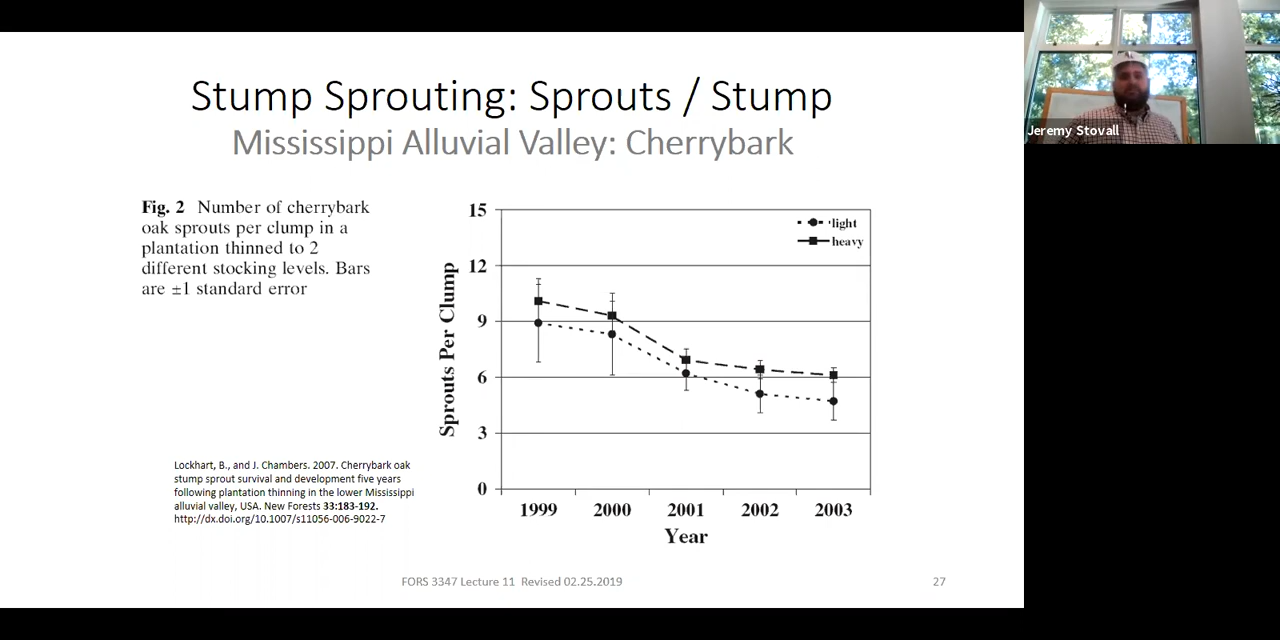 Stump Sprouting: Sprouts / Stump
Mississippi Alluvial Valley: Cherrybark
Fig. 2 Number of cherrybark
oak sprouts per clump in a
plantation thinned to 2
different stocking levels. Bars
are ±1 standard error
Lockhart, B., and J. Chambers. 2007. Cherrybark oak
stump sprout survival and development five years
following plantation thinning in the lower Mississippi
alluvial valley, USA. New Forests 33:183-192.
http://dx.doi.org/10.1007/s11056-006-9022-7
Sprouts Per Clump
15
12
9
6
3
0
light
heavy
1999 2000 2001 2002 2003
Year
FORS 3347 Lecture 11 Revised 02.25.2019
27
Jeremy Stovall